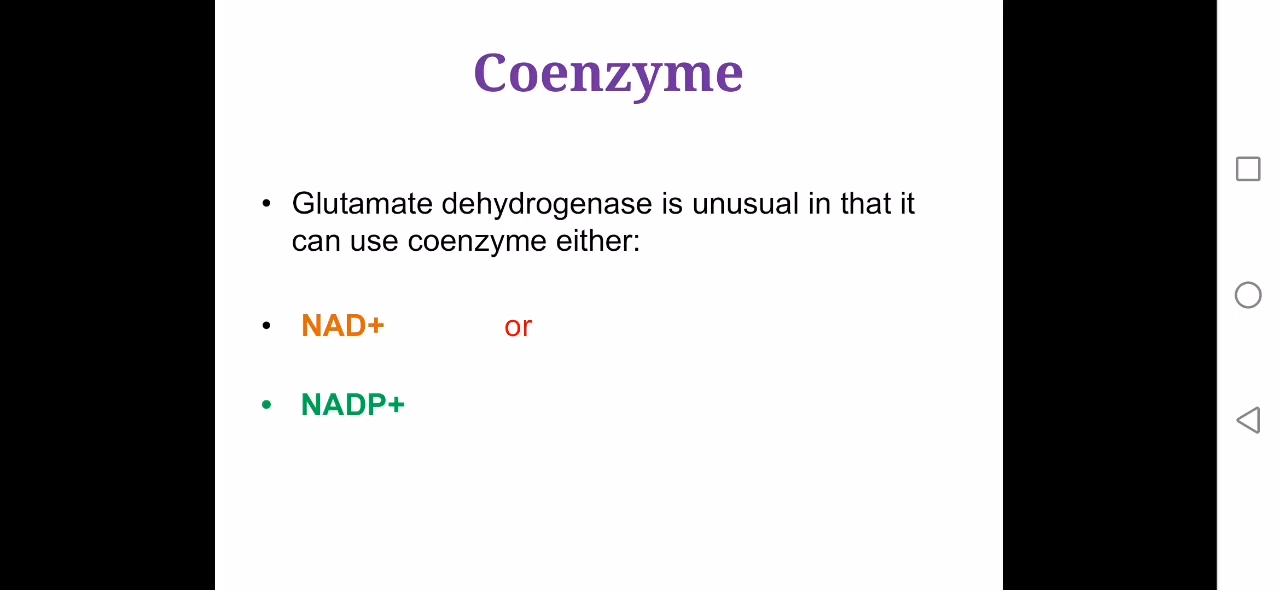 Coenzyme
• Glutamate dehydrogenase is unusual in that it
can use coenzyme either:
• NAD+ or
• NADP+